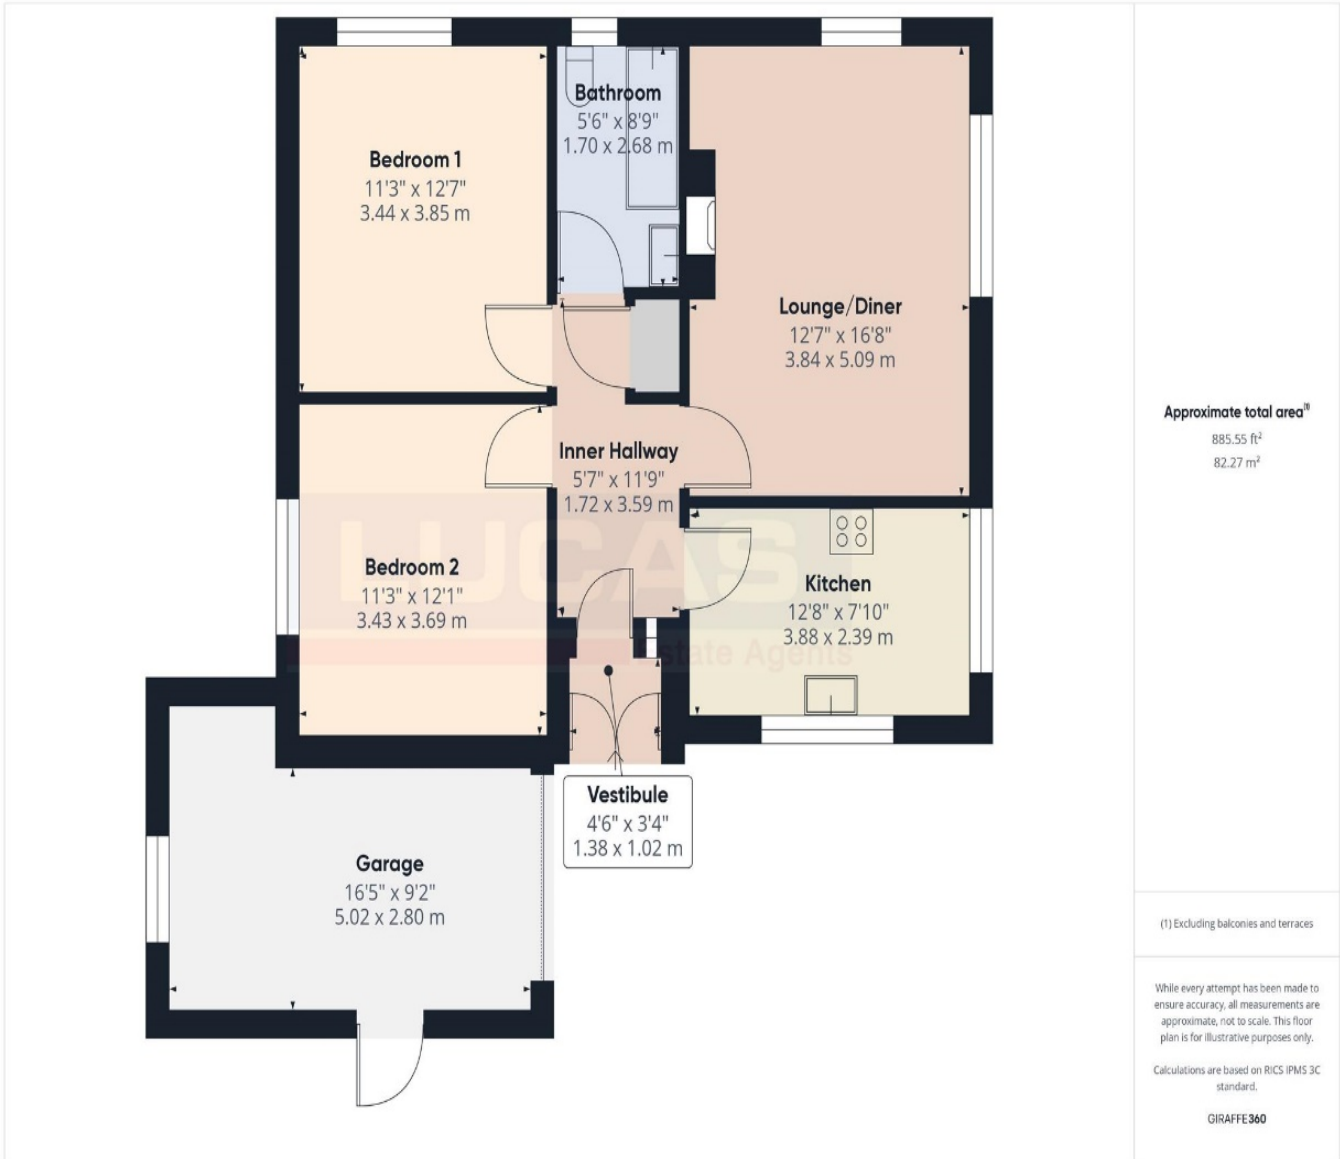 Bedroom 1
11'3" x 12'7"
3.44 x 3.85 m
Bathroom
5'6" x 8'9"
1.70 x 2.68 m
Lounge/Diner
12'7" x 16'8"
3.84 x 5.09 m
Inner Hallway
5'7" x 11'9"
1.72 x 3.59 m
Bedroom 2
11'3" x 12'1"
3.43 x 3.69 m
Kitchen
12'8" x 7'10"
3.88 x 2.39 m
LUCAS
Estate Agents
Vestibule
4'6" x 3'4"
1.38 x 1.02 m
Garage
16'5" x 9'2"
5.02 x 2.80 m
Approximate total area(1)
885.55 ft²
82.27 m²
(1) Excluding balconies and terraces
While every attempt has been made to
ensure accuracy, all measurements are
approximate, not to scale. This floor
plan is for illustrative purposes only.
Calculations are based on RICS IPMS 3C
standard.
GIRAFFE360